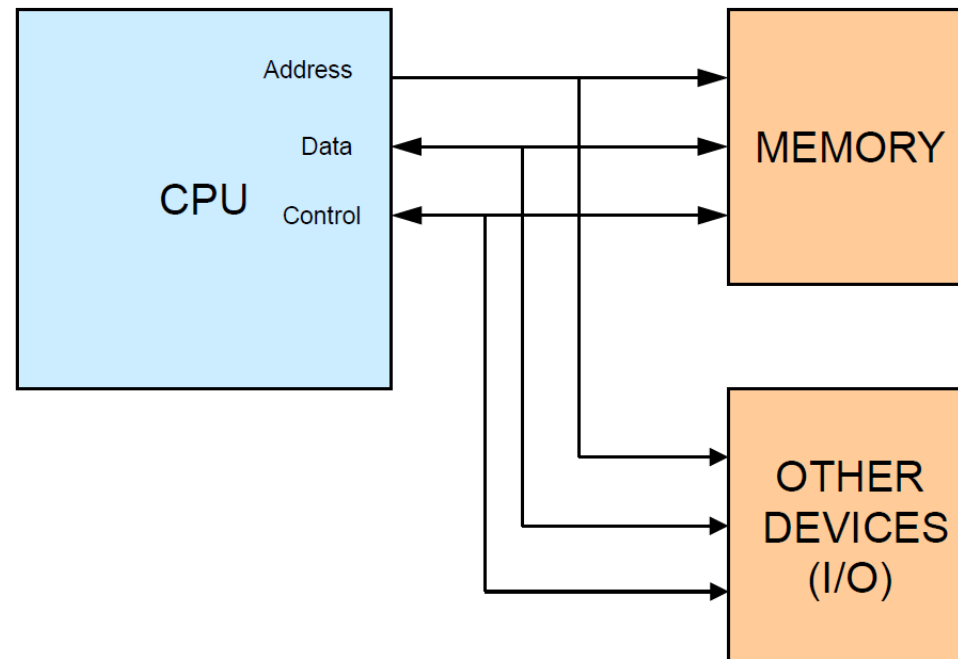 Address
Data
CPU
Control
MEMORY
OTHER
DEVICES
(I/O)